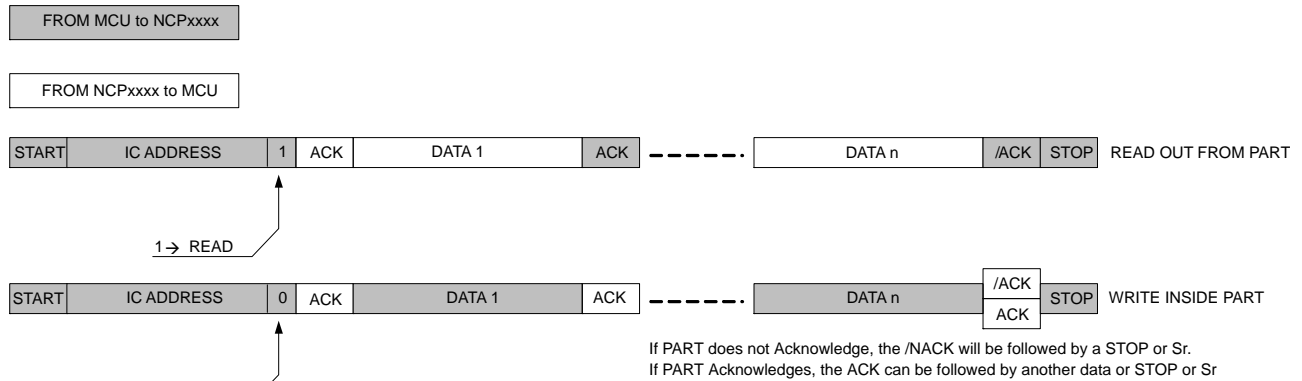 FROM MCU to NCPxxxx
FROM NCPxxxx to MCU
START IC ADDRESS 1 ACK DATA 1 ACK DATA n /ACK STOP READ OUT FROM PART
1→ READ
START IC ADDRESS 0 ACK DATA 1 ACK DATA n /ACK ACK STOP WRITE INSIDE PART
If PART does not Acknowledge, the /NACK will be followed by a STOP or Sr.
If PART Acknowledges, the ACK can be followed by another data or STOP or Sr